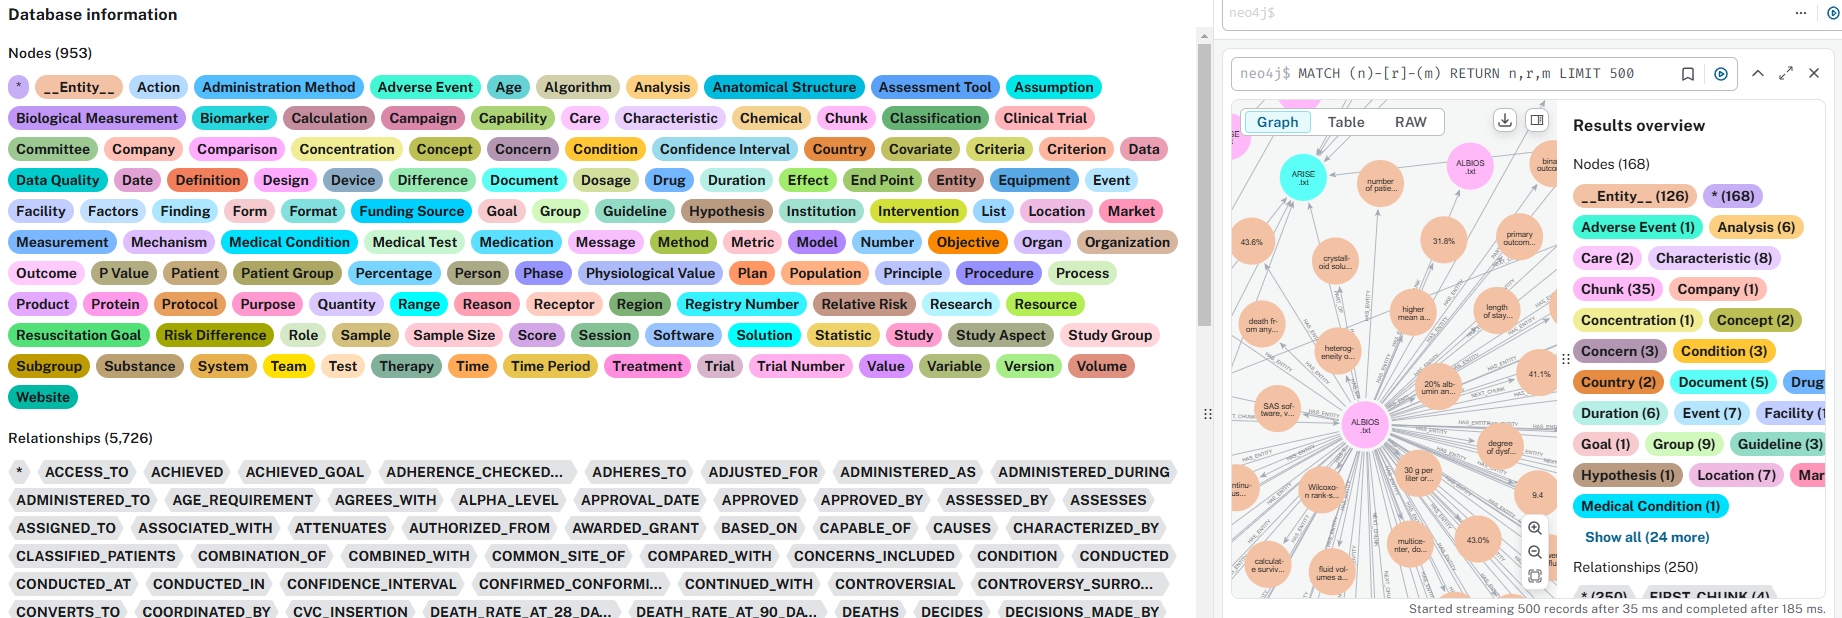 Database information
Nodes (953)
* __Entity__ Action Administration Method Adverse Event Age Algorithm Analysis Anatomical Structure Assessment Tool Assumption
Biological Measurement Biomarker Calculation Campaign Capability Care Characteristic Chemical Chunk Classification Clinical Trial
Committee Company Comparison Concentration Concept Concern Condition Confidence Interval Country Covariate Criteria Criterion Data
Data Quality Date Definition Design Device Difference Document Dosage Drug Duration Effect End Point Entity Equipment Event
Facility Factors Finding Form Format Funding Source Goal Group Guideline Hypothesis Institution Intervention List Location Market
Measurement Mechanism Medical Condition Medical Test Medication Message Method Metric Model Number Objective Organ Organization
Outcome P Value Patient Patient Group Percentage Person Phase Physiological Value Plan Population Principle Procedure Process
Product Protein Protocol Purpose Quantity Range Reason Receptor Region Registry Number Relative Risk Research Resource
Resuscitation Goal Risk Difference Role Sample Sample Size Score Session Software Solution Statistic Study Study Aspect Study Group
Subgroup Substance System Team Test Therapy Time Time Period Treatment Trial Trial Number Value Variable Version Volume
Website
Relationships (5,726)
* ACCESS_TO ACHIEVED ACHIEVED_GOAL ADHERENCE_CHECKED... ADHERES_TO ADJUSTED_FOR ADMINISTERED_AS ADMINISTERED_DURING
ADMINISTERED_TO AGE_REQUIREMENT AGREES_WITH ALPHA_LEVEL APPROVAL_DATE APPROVED APPROVED_BY ASSESSED_BY ASSESSES
ASSIGNED_TO ASSOCIATED_WITH ATTENUATES AUTHORIZED_FROM AWARDED_GRANT BASED_ON CAPABLE_OF CAUSES CHARACTERIZED_BY
CLASSIFIED_PATIENTS COMBINATION_OF COMBINED_WITH COMMON_SITE_OF COMPARED_WITH CONCERNS_INCLUDED CONDITION CONDUCTED
CONDUCTED_AT CONDUCTED_IN CONFIDENCE_INTERVAL CONFIRMED_CONFORMI... CONTINUED_WITH CONTROVERSIAL CONTROVERSY_SURRO...
CONVERTS_TO COORDINATED_BY CVC_INSERTION DEATH_RATE_AT_28_DA... DEATH_RATE_AT_90_DA... DEATHS DECIDES DECISIONS_MADE_BY
neo4j$
neo4j$ MATCH (n)-[r]-(m) RETURN n,r,m LIMIT 500
Graph Table RAW
ARISE
.txt
number
of patie...
ALBIOS
.txt
bina
outco
43.6%
crystall-
oid solu...
31.8%
primary
outcom...
death fr-
om any...
higher
mean a...
length
of stay...
heterog-
eneity o...
20% alb-
umin an...
41.1%
SAS sof-
tware, v...
ALBIOS
.txt
degree
of dysf...
ntinu-
us...
Wilcoxo-
n rank-s...
30 g per
liter or...
9.4
calculat-
e surviv...
fluid vol-
umes a...
multice-
nter, do...
43.0%
Results overview
Nodes (168)
__Entity__ (126) * (168)
Adverse Event (1) Analysis (6)
Care (2) Characteristic (8)
Chunk (35) Company (1)
Concentration (1) Concept (2)
Concern (3) Condition (3)
Country (2) Document (5) Drug
Duration (6) Event (7) Facility (1
Goal (1) Group (9) Guideline (3)
Hypothesis (1) Location (7) Mar
Medical Condition (1)
Show all (24 more)
Relationships (250)
* (250) FIRST_CHUNK (4)
Started streaming 500 records after 35 ms and completed after 185 ms.